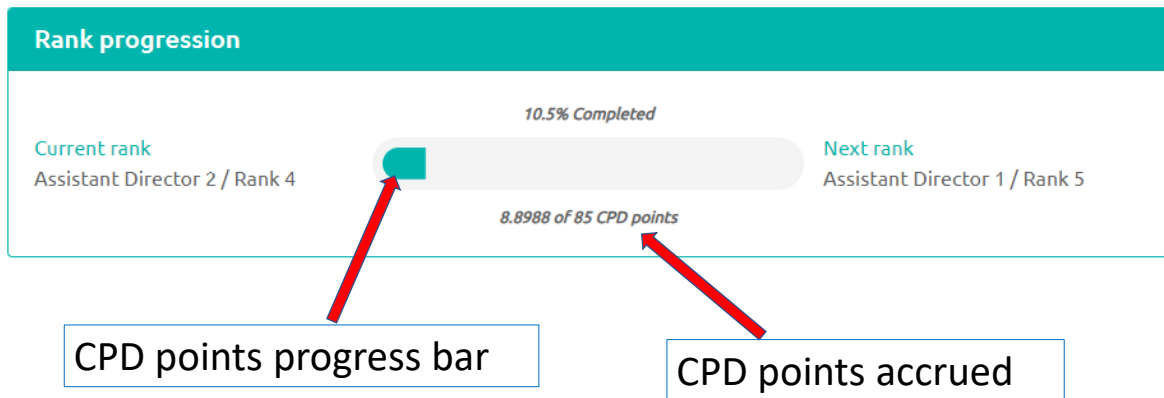 Rank progression
10.5% Completed
Current rank
Assistant Director 2 / Rank 4
Next rank
Assistant Director 1 / Rank 5
8.8988 of 85 CPD points
CPD points progress bar
CPD points accrued